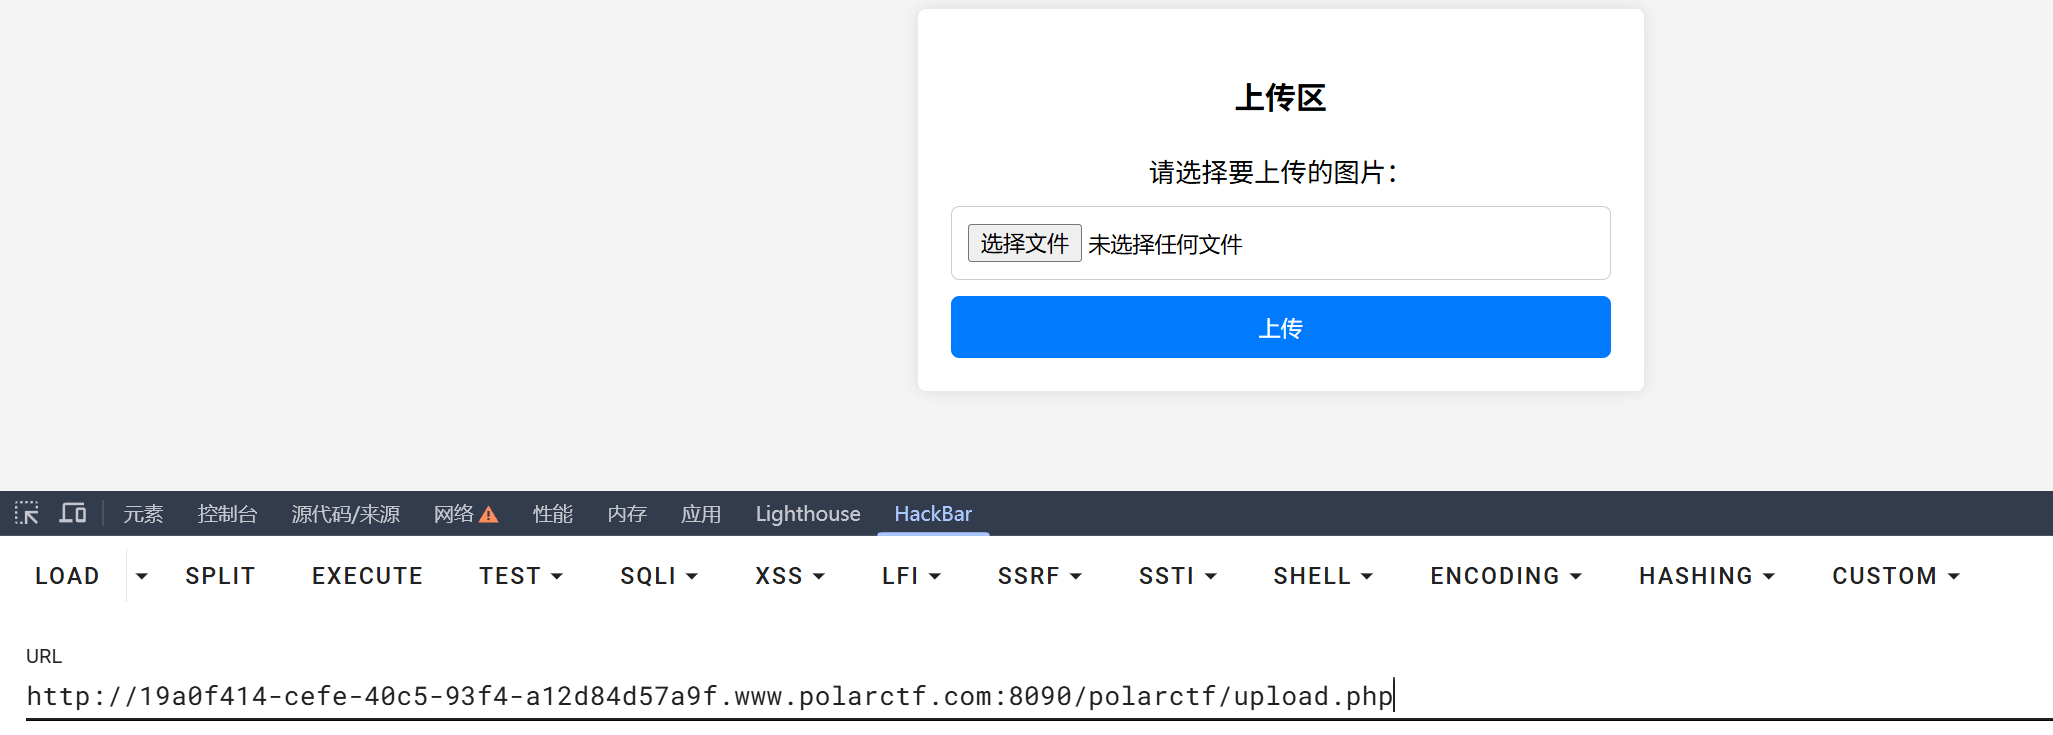 上传区
请选择要上传的图片：
选择文件 未选择任何文件
上传
元素 控制台 源代码/来源 网络 性能 内存 应用 Lighthouse HackBar
LOAD SPLIT EXECUTE TEST SQLI XSS LFI SSRF SSTI SHELL ENCODING HASHING CUSTOM
URL
http://19a0f414-cefe-40c5-93f4-a12d84d57a9f.www.polarctf.com:8090/polarctf/upload.php